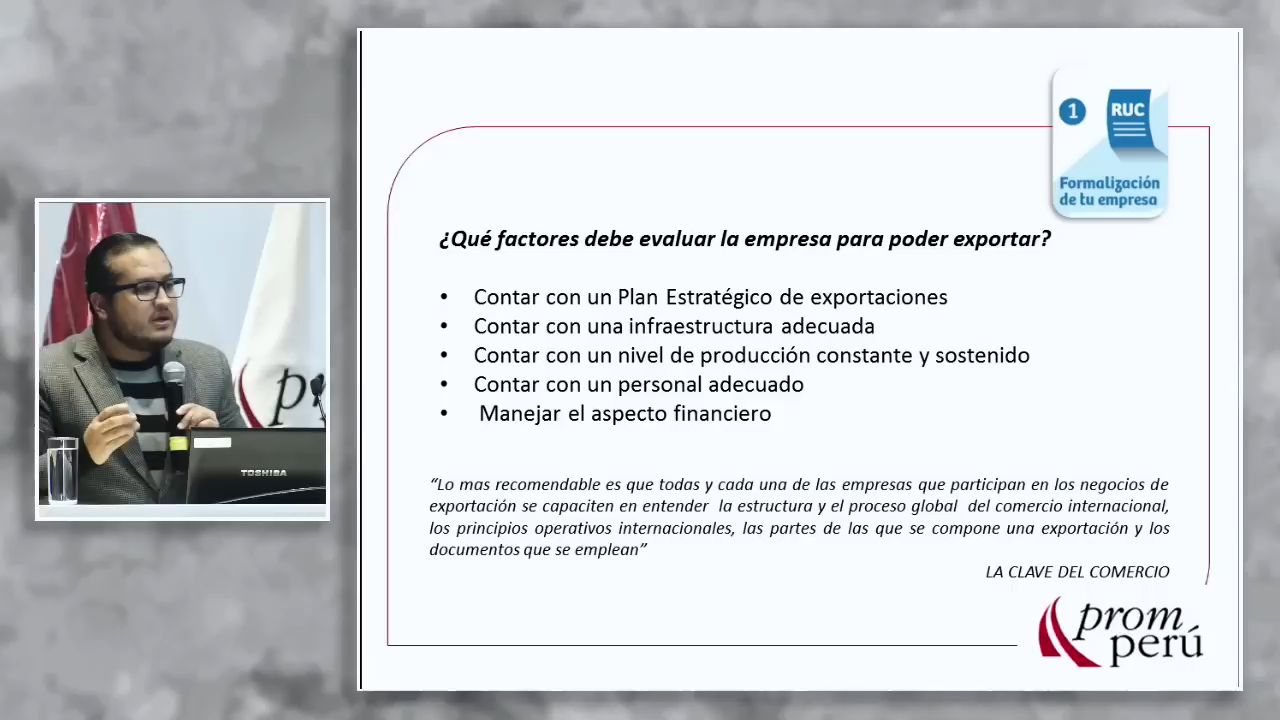 1
RUC
Formalización
de tu empresa
¿Qué factores debe evaluar la empresa para poder exportar?
• Contar con un Plan Estratégico de exportaciones
• Contar con una infraestructura adecuada
• Contar con un nivel de producción constante y sostenido
• Contar con un personal adecuado
• Manejar el aspecto financiero
“Lo mas recomendable es que todas y cada una de las empresas que participan en los negocios de
exportación se capaciten en entender la estructura y el proceso global del comercio internacional,
los principios operativos internacionales, las partes de las que se compone una exportación y los
documentos que se emplean”
LA CLAVE DEL COMERCIO
prom
perú
pr
TOSHIBA